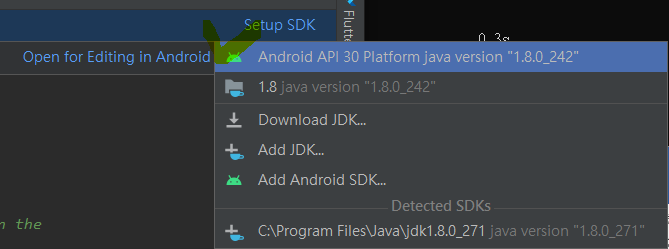 Setup SDK
Flutte
0.3s
Open for Editing in Android
Android API 30 Platform java version "1.8.0_242"
1.8 java version "1.8.0_242"
Download JDK...
Add JDK...
Add Android SDK...
Detected SDKs
n the
C:\Program Files\Java\jdk1.8.0_271 java version "1.8.0_271"